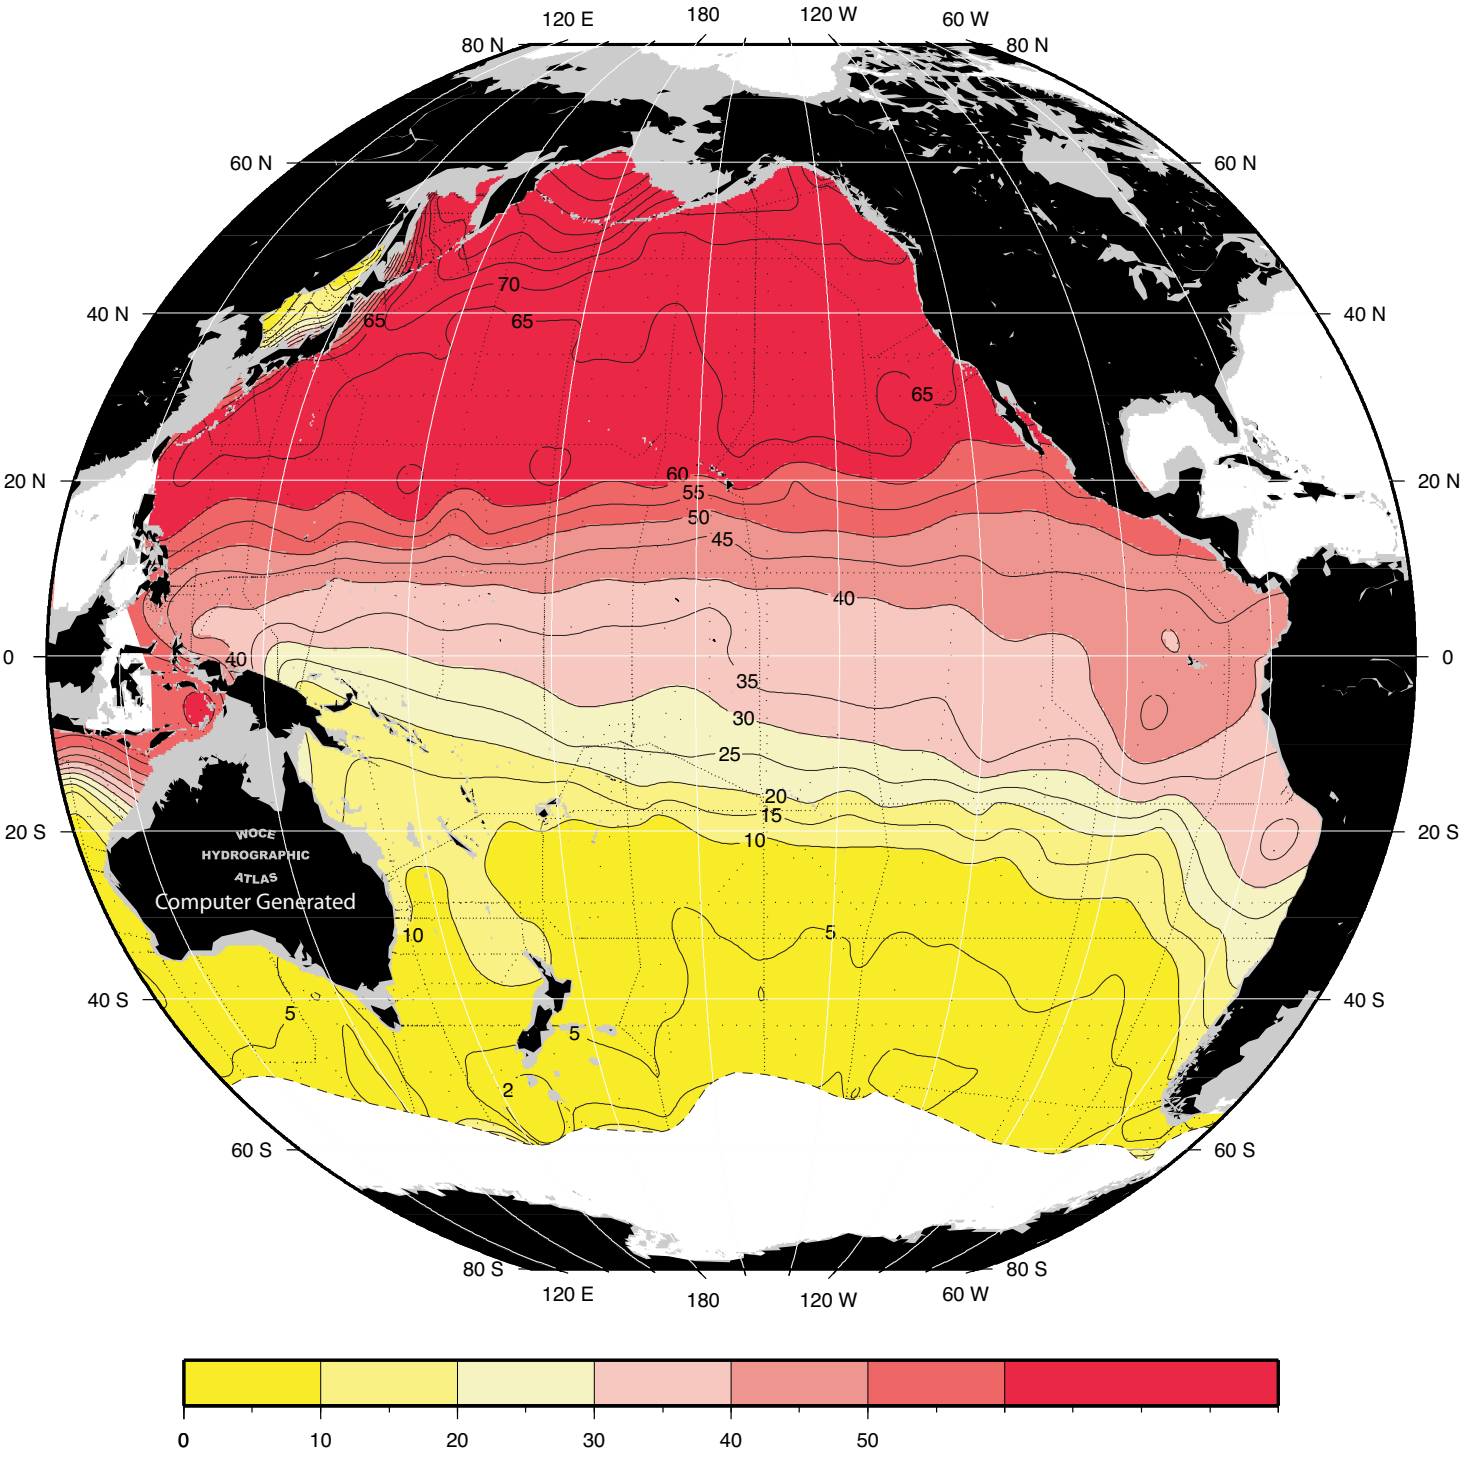 120 E 180 120 W 60 W
80 N 80 N
60 N 60 N
70
40 N 65 65 40 N
65
60
20 N 55 20 N
50
45
40
0 40 0
35
30
25
20
15
20 S WOCE 10 20 S
HYDROGRAPHIC
ATLAS
Computer Generated
10 5
40 S 40 S
5 5
2
60 S 60 S
80 S 80 S
120 E 180 120 W 60 W
0 10 20 30 40 50